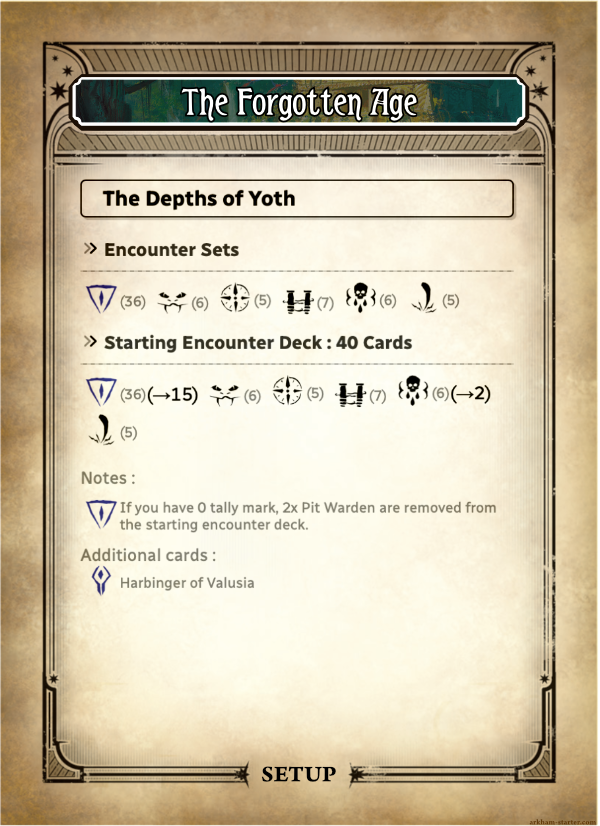 The Forgotten Age
The Depths of Yoth
Encounter Sets
(36) (6) (5) (7) (6) (5)
Starting Encounter Deck : 40 Cards
(36)(→15) (6) (5) (7) (6)(→2)
(5)
Notes :
If you have 0 tally mark, 2x Pit Warden are removed from
the starting encounter deck.
Additional cards :
Harbinger of Valusia
SETUP
arkham-starter.com